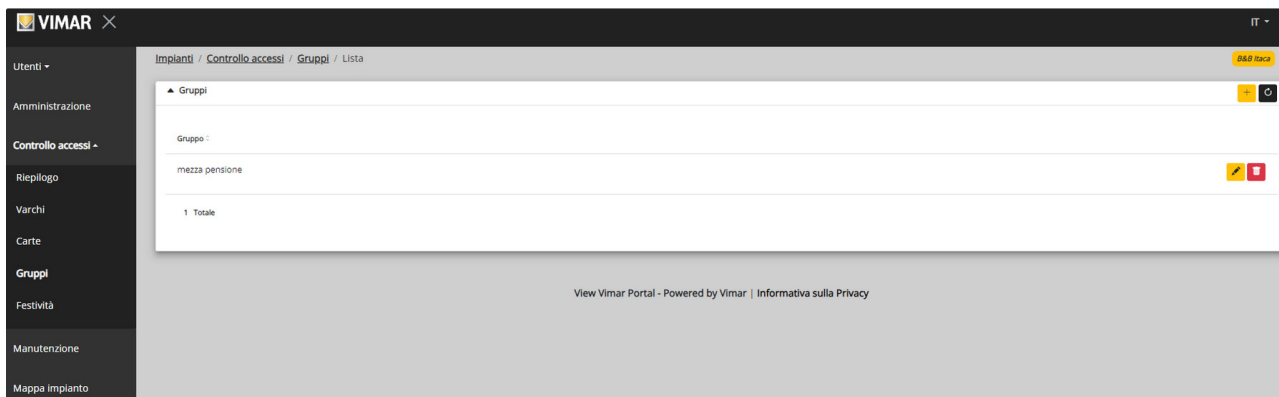 VIMAR
IT
Utenti
Amministrazione
Controllo accessi
Riepilogo
Varchi
Carte
Gruppi
Festività
Manutenzione
Mappa impianto
Impianti / Controllo accessi / Gruppi / Lista
B&B Itaca
Gruppi
Gruppo
mezza pensione
1 Totale
View Vimar Portal - Powered by Vimar | Informativa sulla Privacy